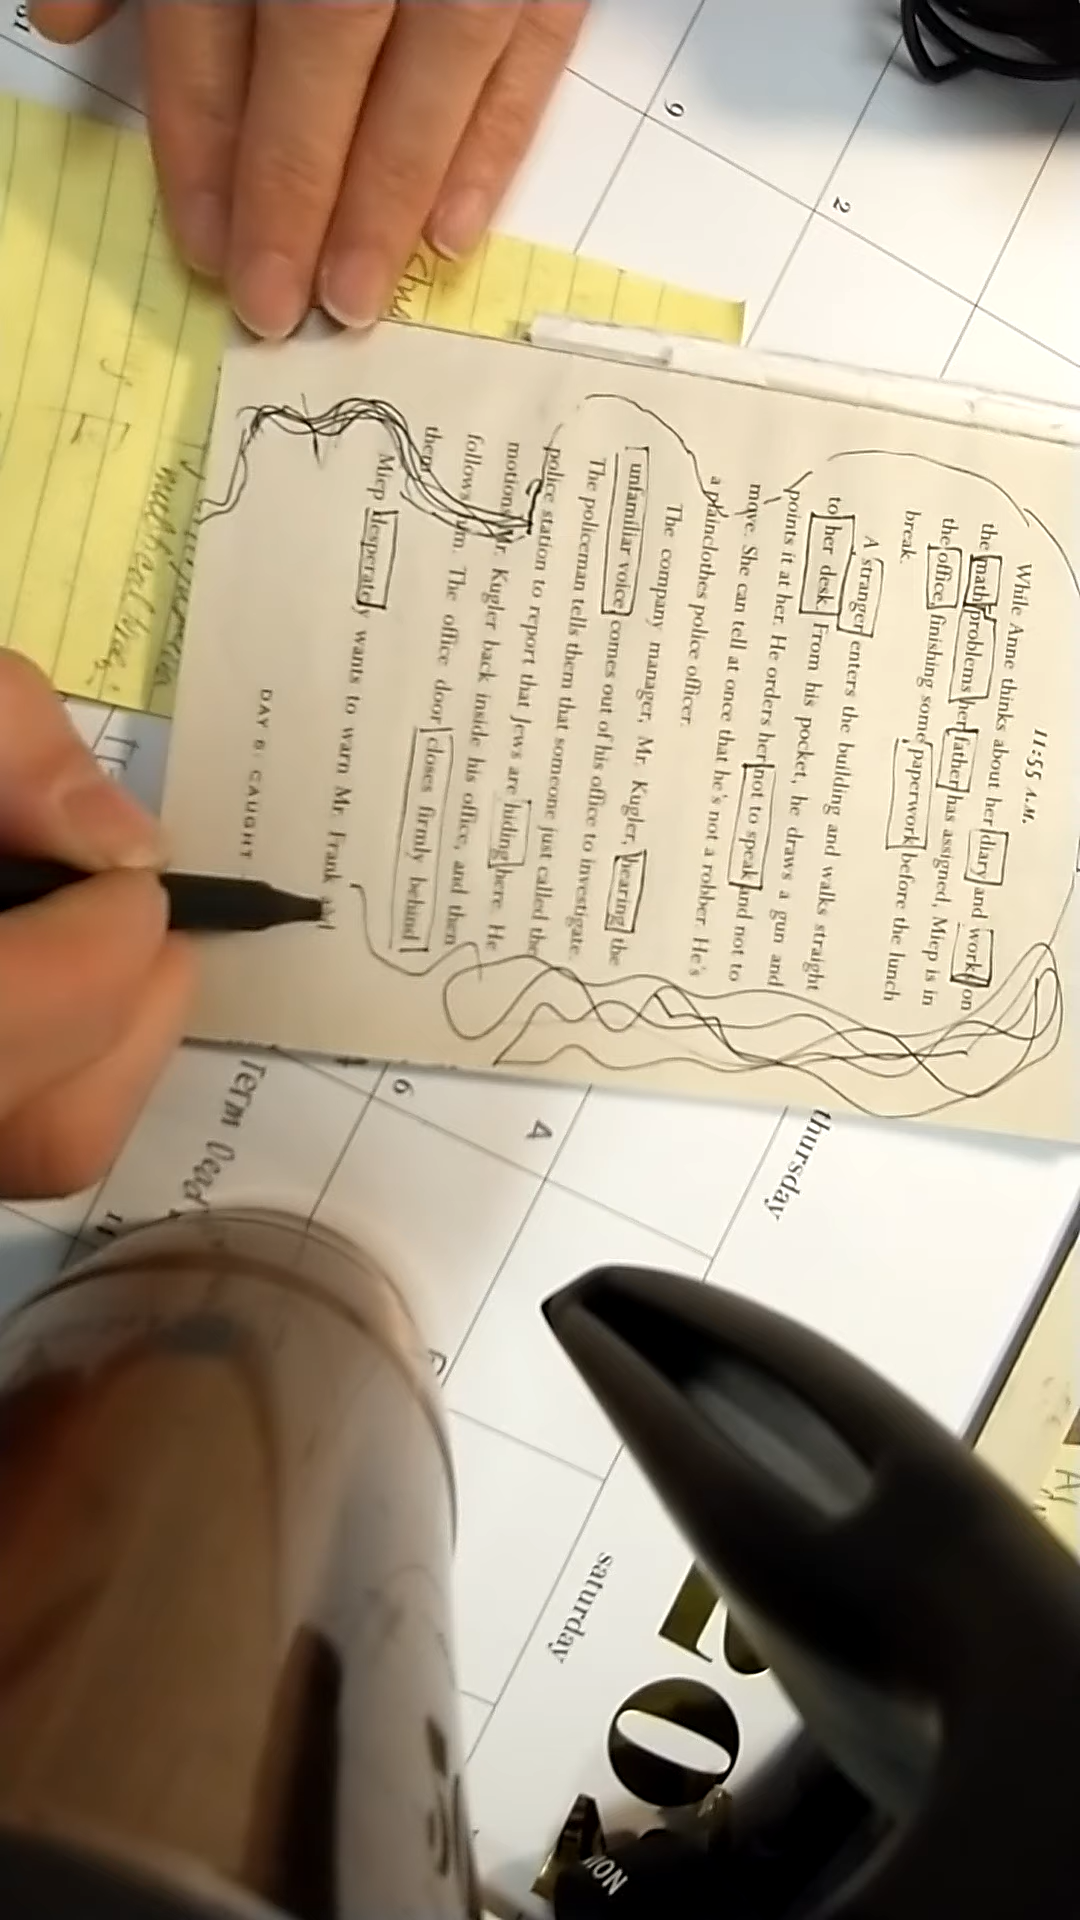 11:55 A.M.
While Anne thinks about her diary and work on
the math problems her father has assigned, Miep is in
the office, finishing some paperwork before the lunch
break.
A stranger enters the building and walks straight
to her desk. From his pocket, he draws a gun and
points it at her. He orders her not to speak and not to
move. She can tell at once that he's not a robber. He's
a plainclothes police officer.
The company manager, Mr. Kugler, hearing the
unfamiliar voice, comes out of his office to investigate.
The policeman tells them that someone just called the
police station to report that Jews are hiding here. He
motions Mr. Kugler back inside his office, and then
follows him. The office door closes firmly behind
them.
Miep desperately wants to warn Mr. Frank and
DAY 8: CAUGHT
thursday
saturday
Term Dead
9
2
4
6
11
NOW